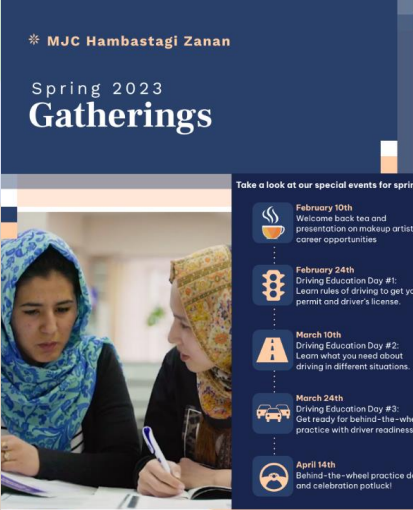 MJC Hambastagi Zanan
Spring 2023
Gatherings
Take a look at our special events for
February 10th
Welcome back tea and
presentation on makeup
career opportunities
February 24th
Driving Education Day #1:
Learn rules of driving to get
permit and driver's license.
March 10th
Driving Education Day #2:
Learn what you need about
driving in different situations.
March 24th
Driving Education Day #3:
Get ready for
practice with driver readiness
April 14th
Behind-the-wheel practice
and celebration potluck!